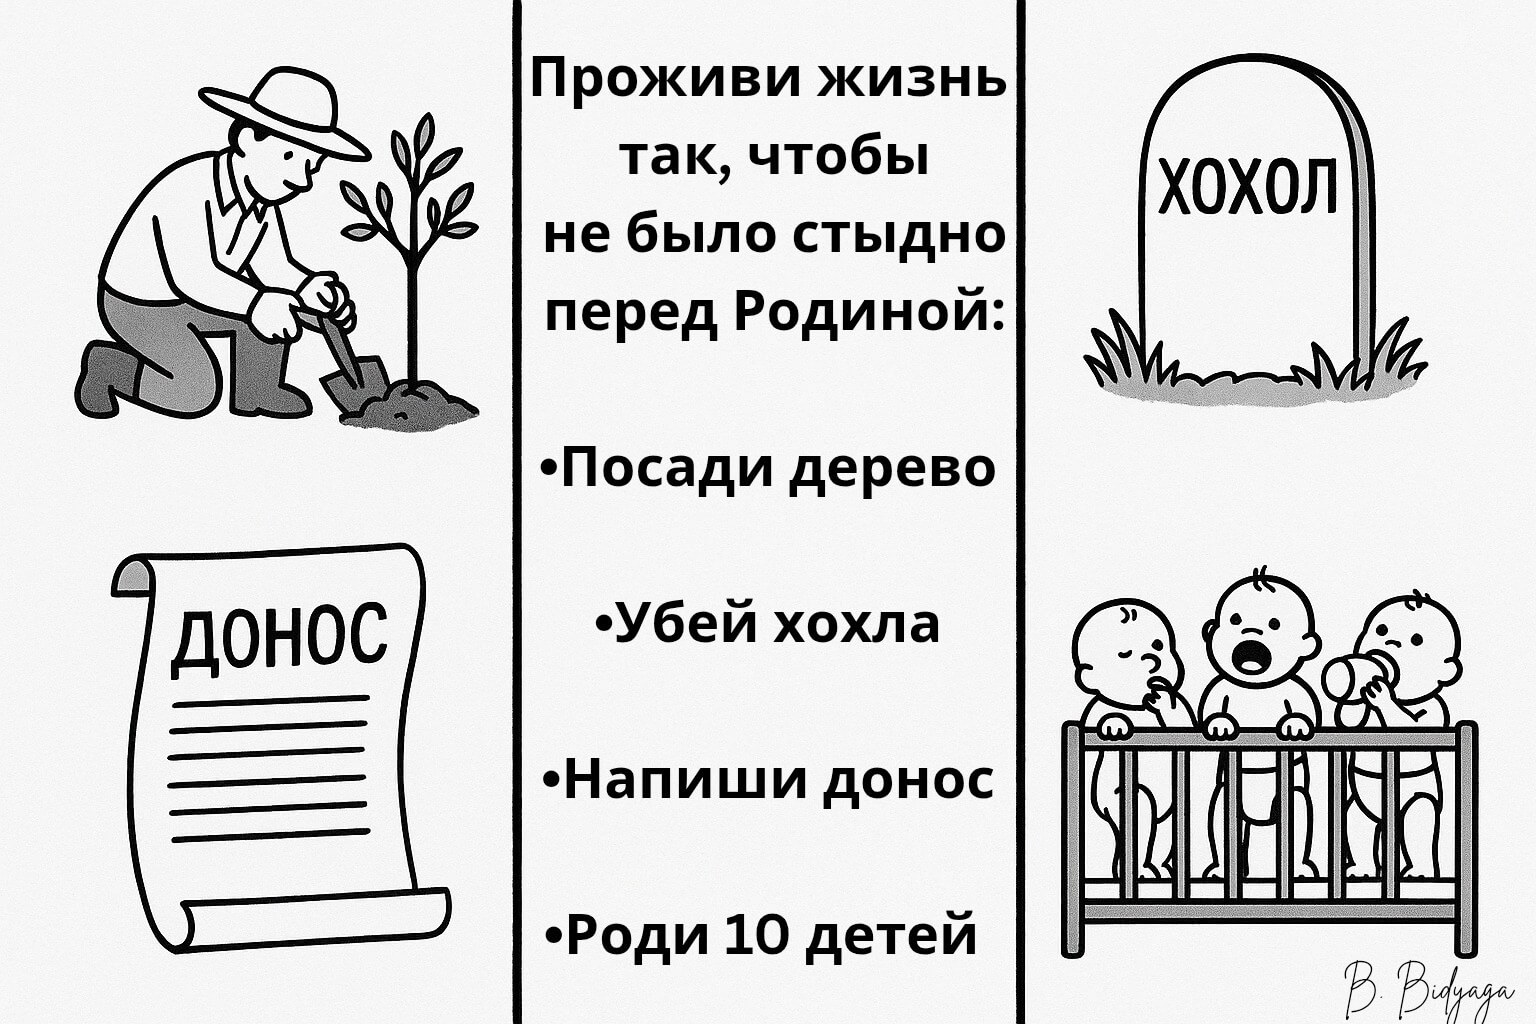 Проживи жизнь
так, чтобы
не было стыдно
перед Родиной:
•Посади дерево
•Убей хохла
•Напиши донос
•Роди 10 детей
ДОНОС
ХОХОЛ
B. Bidyaga